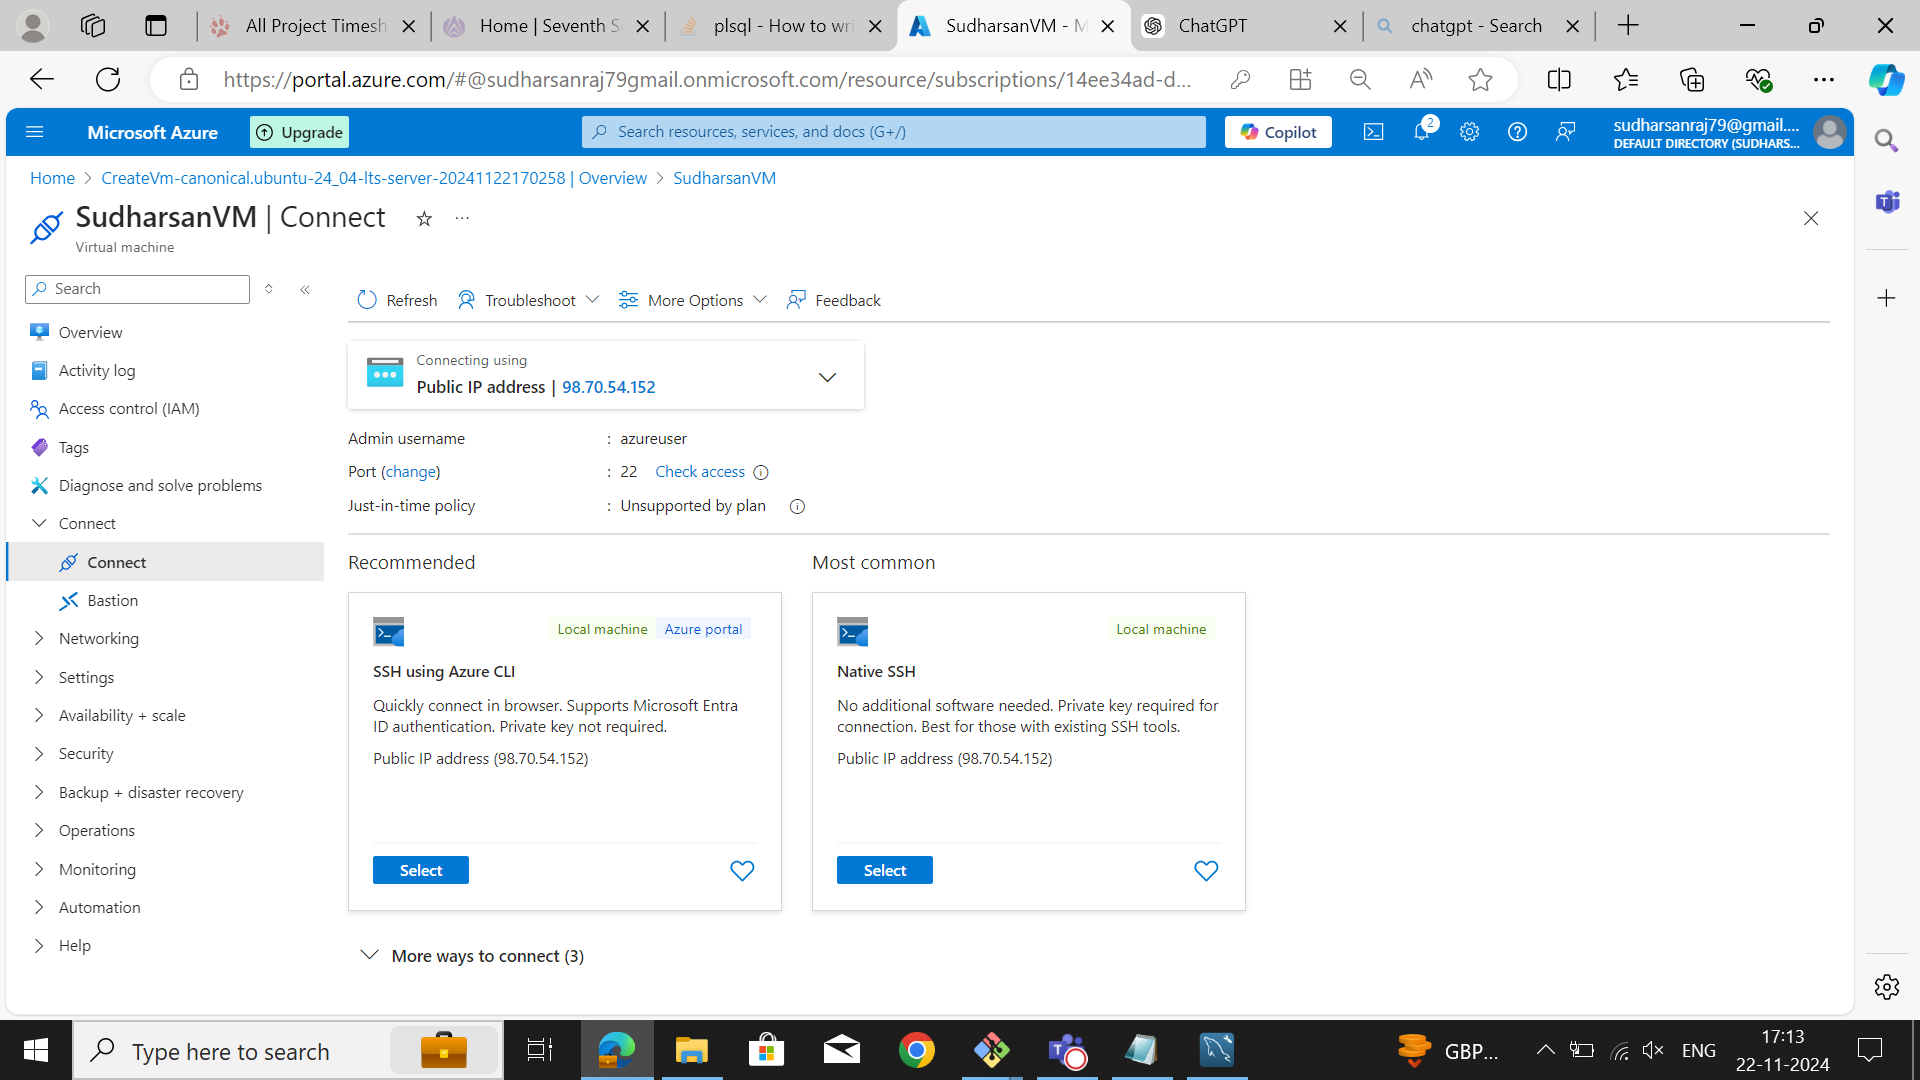 All Project Timesh
Home | Seventh S
plsql - How to wri
SudharsanVM - M
ChatGPT
chatgpt - Search
https://portal.azure.com/#@sudharsanraj79gmail.onmicrosoft.com/resource/subscriptions/14ee34ad-d...
Microsoft Azure
Upgrade
Search resources, services, and docs (G+/)
Copilot
2
sudharsanraj79@gmail....
DEFAULT DIRECTORY (SUDHARS...
Home > CreateVm-canonical.ubuntu-24_04-lts-server-20241122170258 | Overview > SudharsanVM
SudharsanVM | Connect
Virtual machine
Search
Refresh
Troubleshoot
More Options
Feedback
Overview
Activity log
Access control (IAM)
Tags
Diagnose and solve problems
Connect
Connect
Bastion
Networking
Settings
Availability + scale
Security
Backup + disaster recovery
Operations
Monitoring
Automation
Help
Connecting using
Public IP address | 98.70.54.152
Admin username : azureuser
Port (change) : 22 Check access
Just-in-time policy : Unsupported by plan
Recommended
Local machine Azure portal
SSH using Azure CLI
Quickly connect in browser. Supports Microsoft Entra
ID authentication. Private key not required.
Public IP address (98.70.54.152)
Select
Most common
Local machine
Native SSH
No additional software needed. Private key required for
connection. Best for those with existing SSH tools.
Public IP address (98.70.54.152)
Select
More ways to connect (3)
Type here to search
GBP...
ENG
17:13
22-11-2024